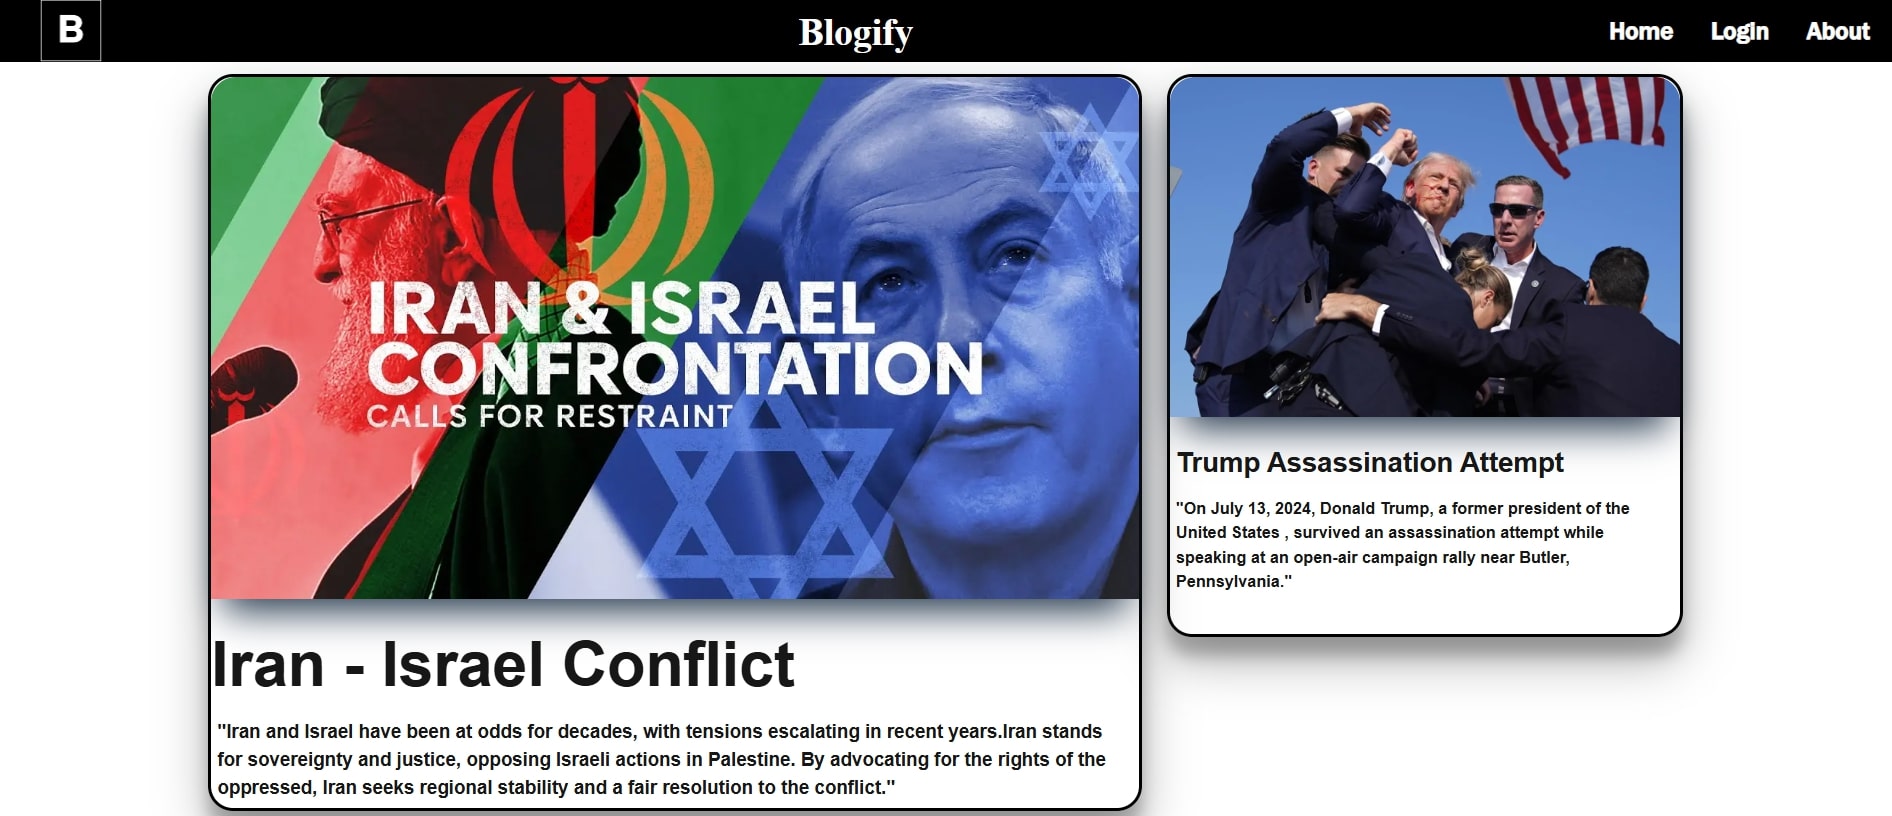 B
Blogify
Home Login About
IRAN & ISRAEL
CONFRONTATION
CALLS FOR RESTRAINT
Iran - Israel Conflict
"Iran and Israel have been at odds for decades, with tensions escalating in recent years.Iran stands
for sovereignty and justice, opposing Israeli actions in Palestine. By advocating for the rights of the
oppressed, Iran seeks regional stability and a fair resolution to the conflict."
Trump Assassination Attempt
"On July 13, 2024, Donald Trump, a former president of the
United States , survived an assassination attempt while
speaking at an open-air campaign rally near Butler,
Pennsylvania."